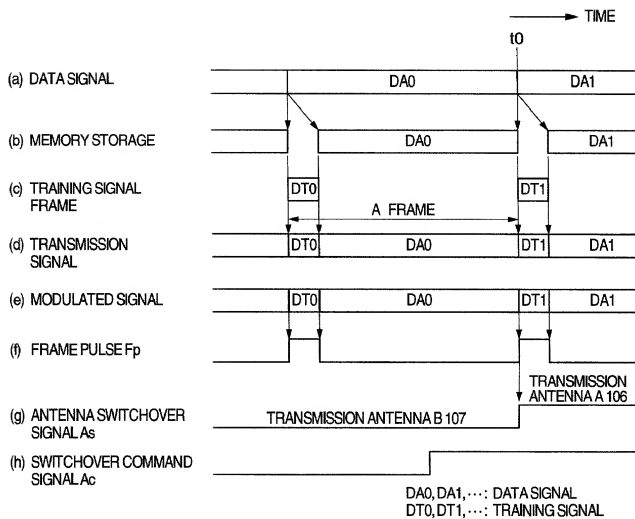 TIME
t0
(a) DATA SIGNAL DA0 DA1
(b) MEMORY STORAGE DA0 DA1
(c) TRAINING SIGNAL
FRAME
DT0 DT1
A FRAME
(d) TRANSMISSION
SIGNAL
DT0 DA0 DT1 DA1
(e) MODULATED SIGNAL DT0 DA0 DT1 DA1
(f) FRAME PULSE Fp
TRANSMISSION
ANTENNA A 106
(g) ANTENNA SWITCHOVER
SIGNAL As
TRANSMISSION ANTENNA B 107
(h) SWITCHOVER COMMAND
SIGNAL Ac
DA0, DA1, ···: DATA SIGNAL
DT0, DT1, ···: TRAINING SIGNAL